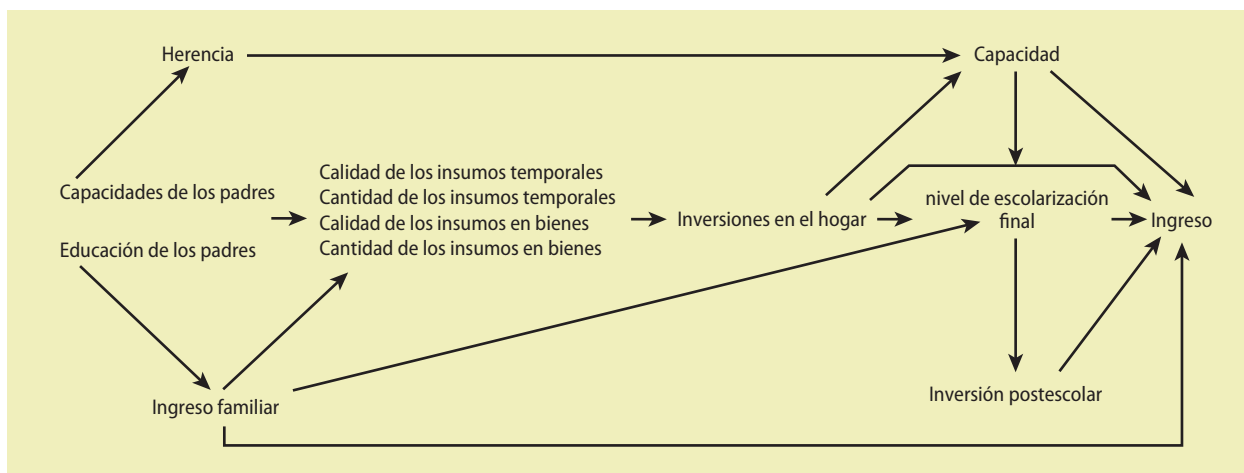 Herencia
Capacidad
Calidad de los insumos temporales
Capacidades de los padres
Cantidad de los insumos temporales
Calidad de los insumos en bienes
Cantidad de los insumos en bienes
Educación de los padres
Inversiones en el hogar
nivel de escolarización
final
Ingreso
Ingreso familiar
Inversión postescolar